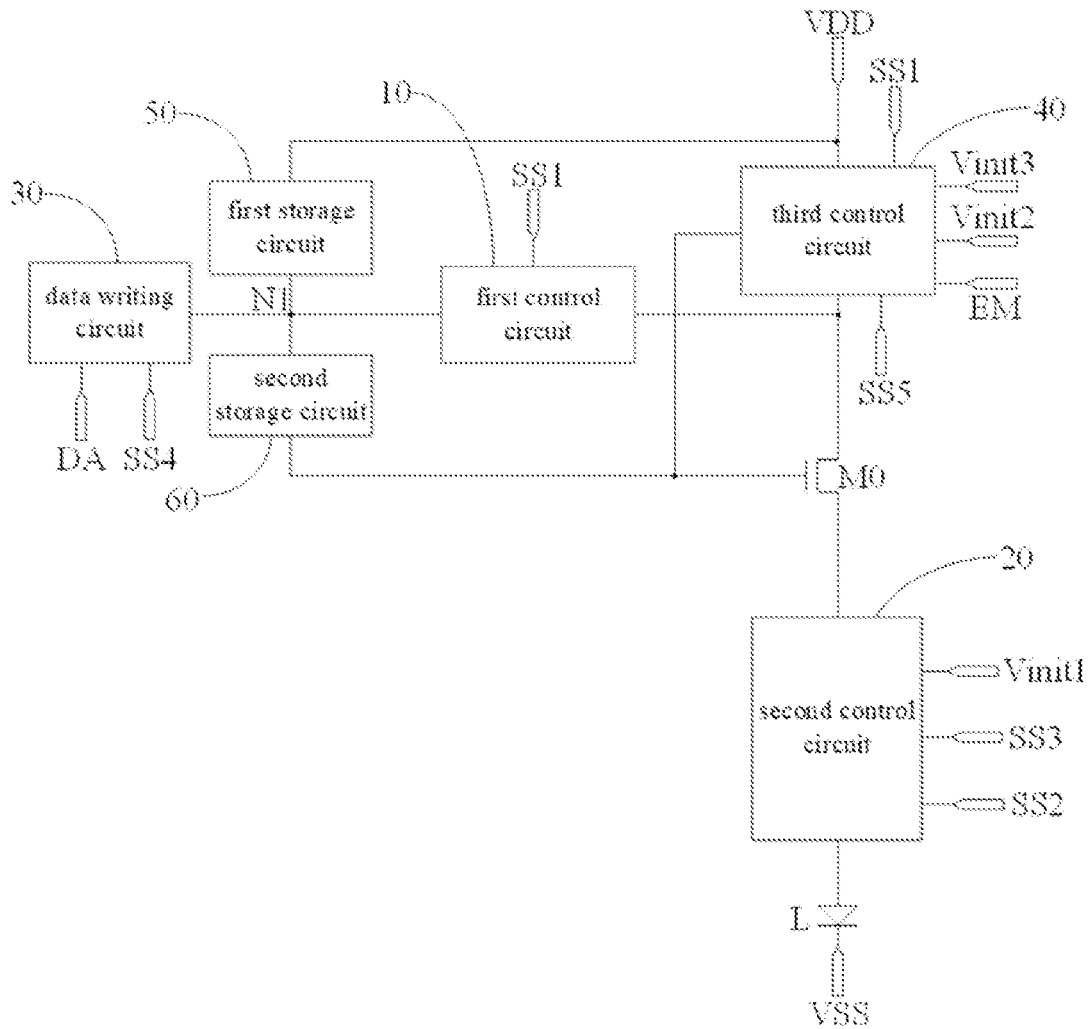 VDD
SS1
10
50
40
SS1
Vinit3
30
first storage
circuit
third control
circuit
Vinit2
data writing
circuit
N1
first control
circuit
EM
second
storage circuit
SS5
DA
SS4
M0
60
20
Vinit1
second control
circuit
SS3
SS2
L
VSS